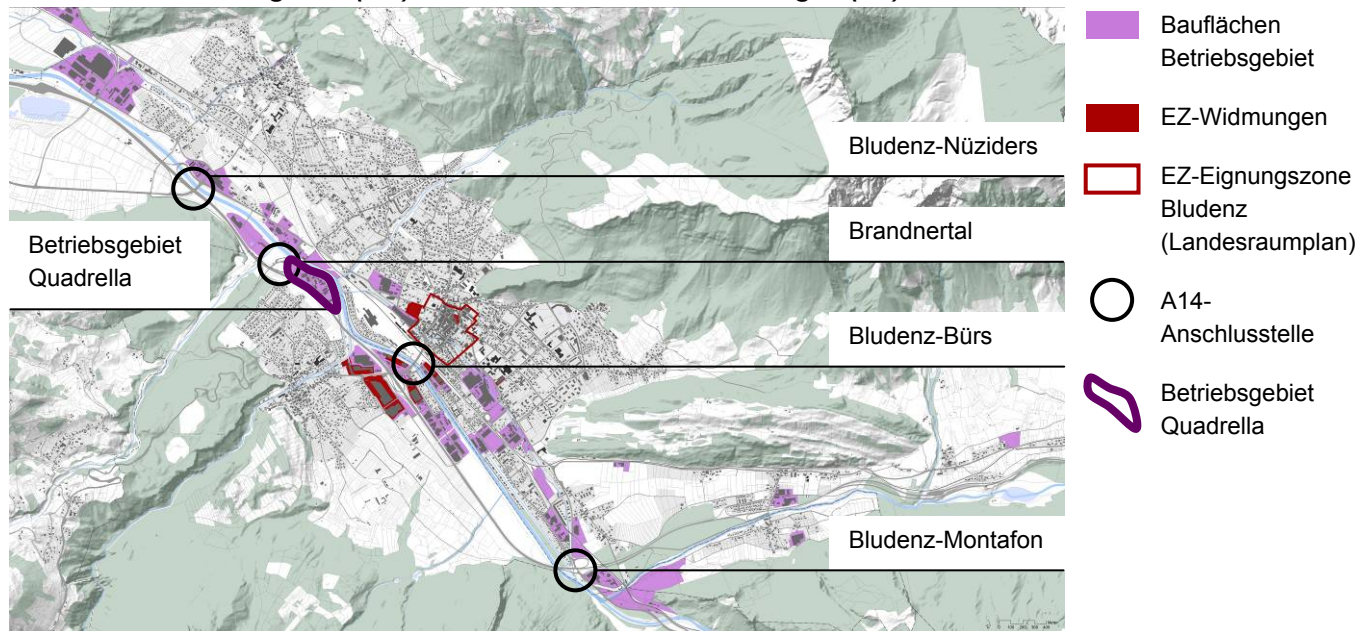 Bludenz-Nüziders
Brandnertal
Betriebsgebiet
Quadrella
Bludenz-Bürs
Bludenz-Montafon
Bauflächen
Betriebsgebiet
EZ-Widmungen
EZ-Eignungszone
Bludenz
(Landesraumplan)
A14-
Anschlusstelle
Betriebsgebiet
Quadrella